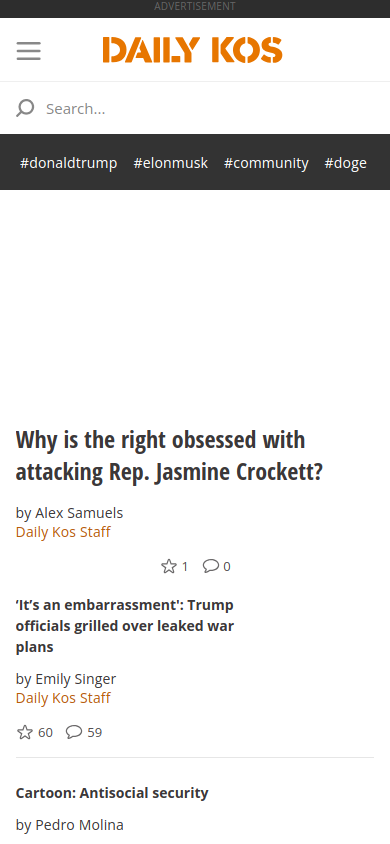 ADVERTISEMENT
DAILY KOS
Search...
#donaldtrump #elonmusk #community #doge
Why is the right obsessed with
attacking Rep. Jasmine Crockett?
by Alex Samuels
Daily Kos Staff
1 0
‘It’s an embarrassment': Trump
officials grilled over leaked war
plans
by Emily Singer
Daily Kos Staff
60 59
Cartoon: Antisocial security
by Pedro Molina